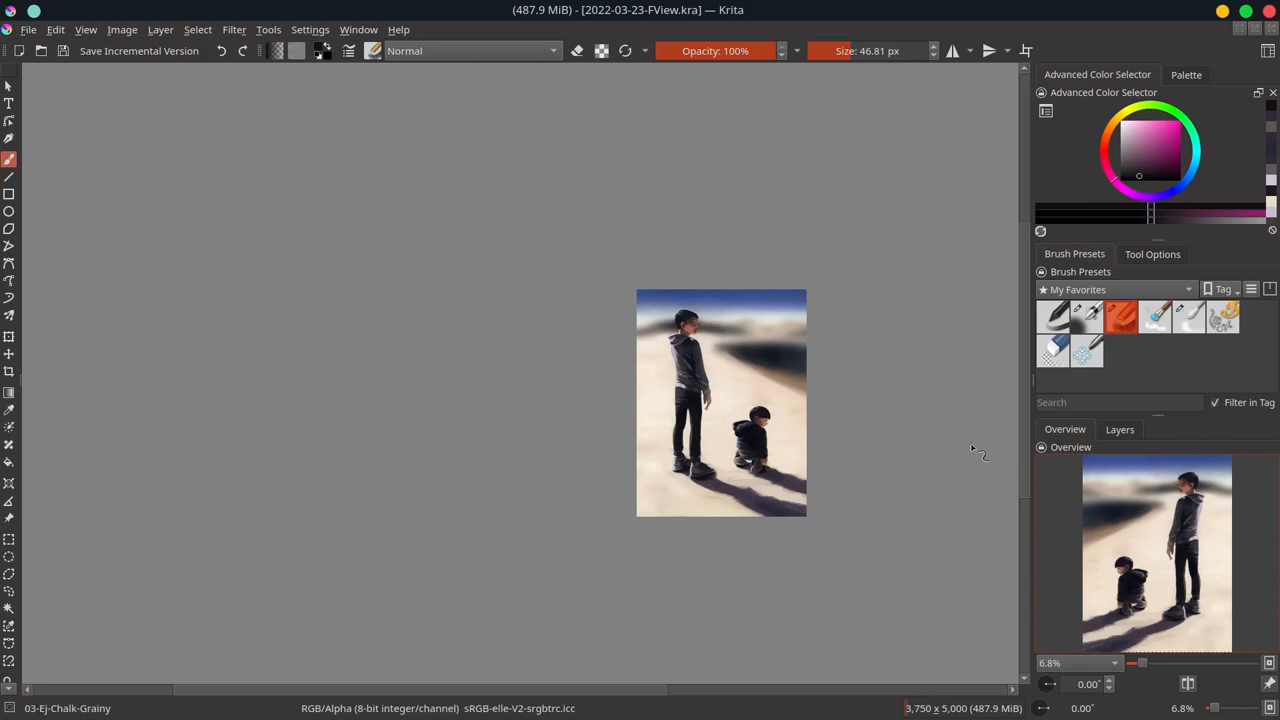 (487.9 MiB) - [2022-03-23-FView.kra] — Krita
File Edit View Image Layer Select Filter Tools Settings Window Help
Save Incremental Version Normal Opacity: 100% Size: 46.81 px
Advanced Color Selector Palette
Advanced Color Selector
Brush Presets Tool Options
Brush Presets
★ My Favorites Tag
Search Filter in Tag
Overview Layers
Overview
6.8%
0.00°
03-Ej-Chalk-Grainy RGB/Alpha (8-bit integer/channel) sRGB-elle-V2-srgbtrc.icc 3,750 x 5,000 (487.9 MiB) 0.00° 6.8%